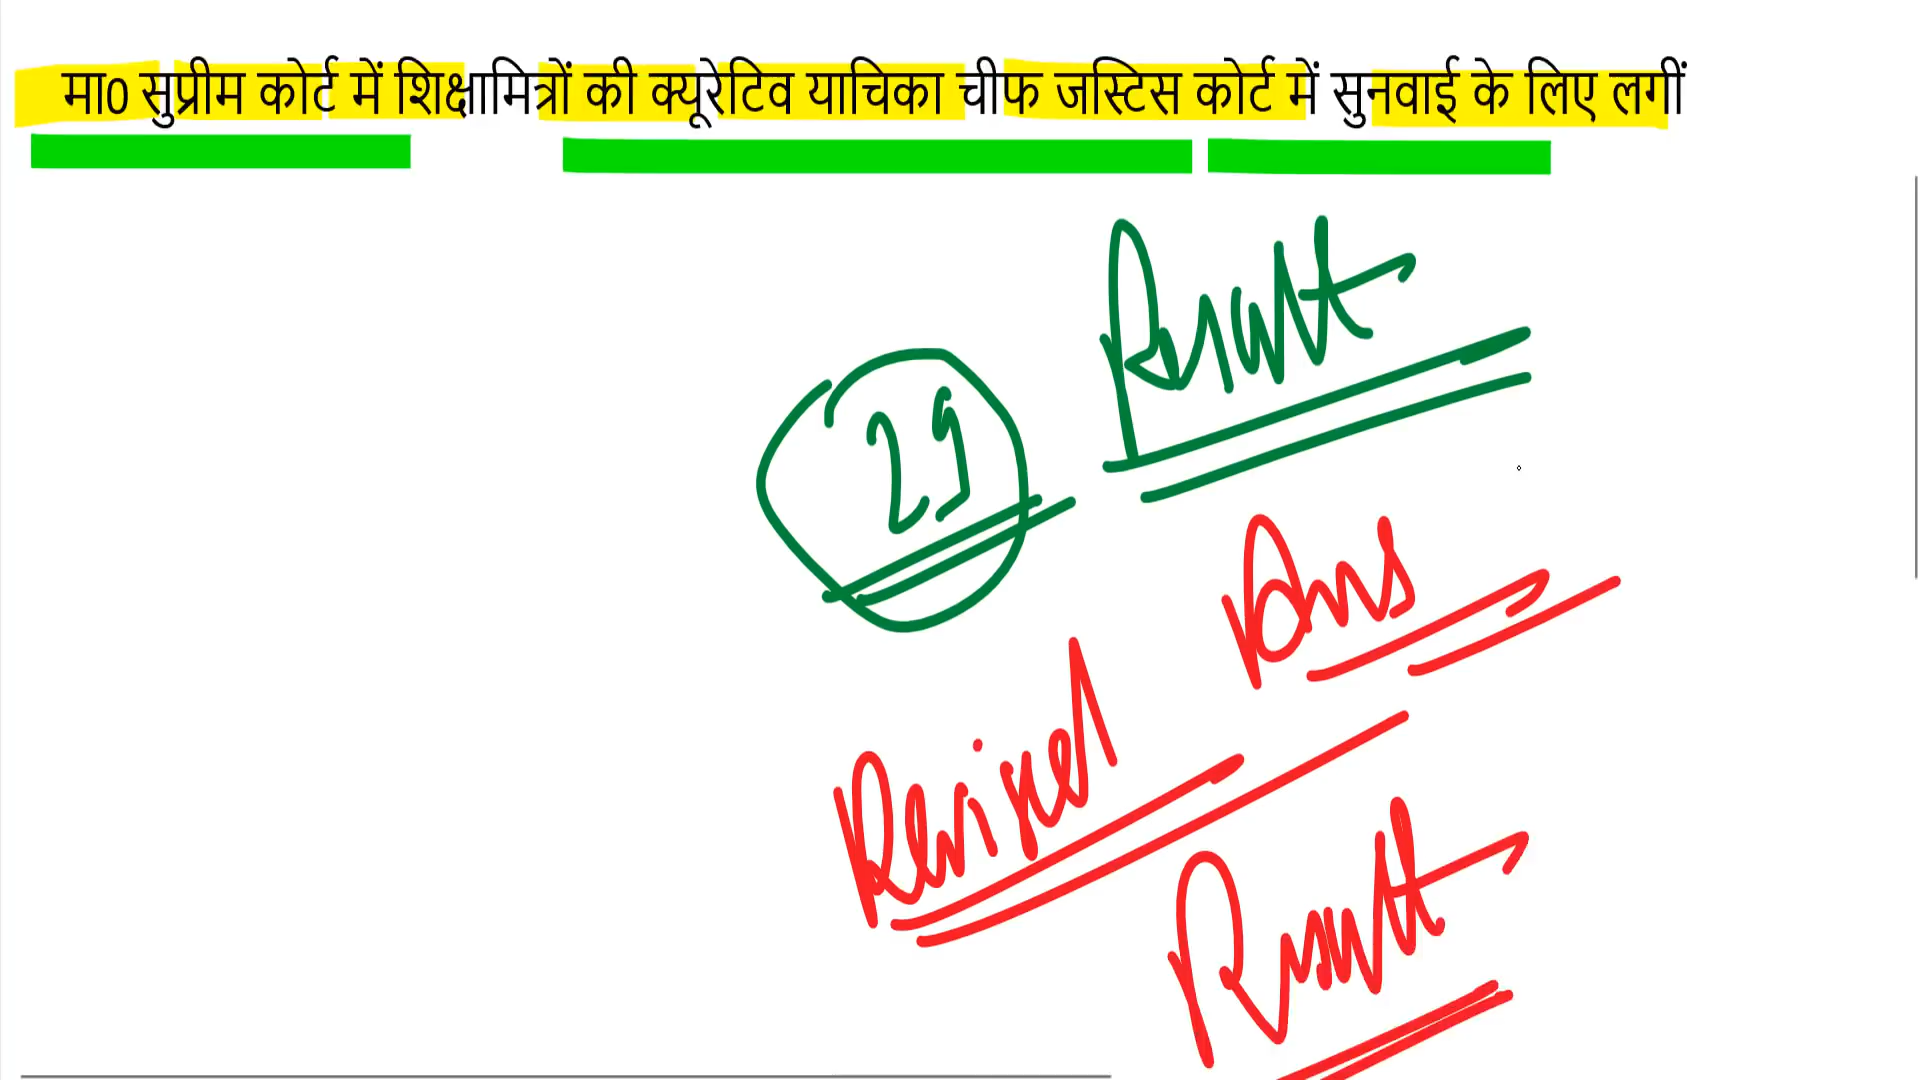 मा0 सुप्रीम कोर्ट में शिक्षामित्रों की क्यूरेटिव याचिका चीफ जस्टिस कोर्ट में सुनवाई के लिए लगीं
Result
29
Ans
Revised
Result